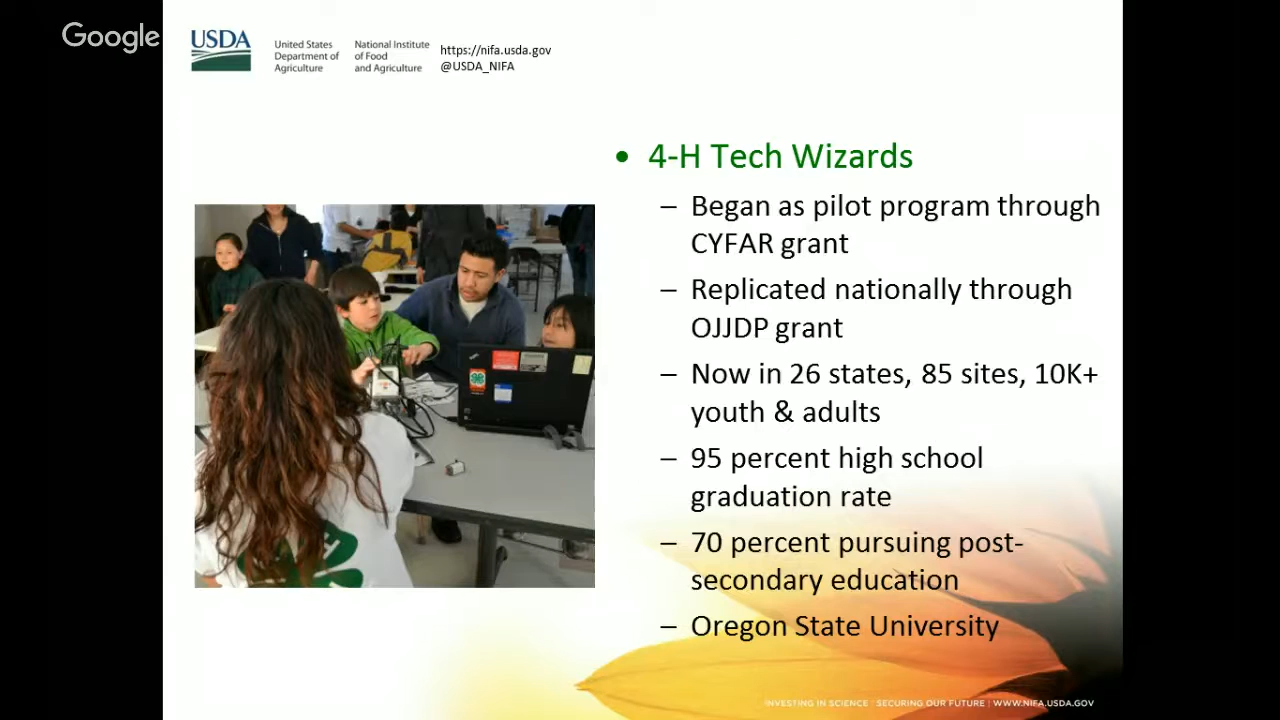 Google
USDA
United States
Department of
Agriculture
National Institute
of Food
and Agriculture
https://nifa.usda.gov
@USDA_NIFA
• 4-H Tech Wizards
– Began as pilot program through
CYFAR grant
– Replicated nationally through
OJJDP grant
– Now in 26 states, 85 sites, 10K+
youth & adults
– 95 percent high school
graduation rate
– 70 percent pursuing post-
secondary education
– Oregon State University
INVESTING IN SCIENCE | SECURING OUR FUTURE | WWW.NIFA.USDA.GOV